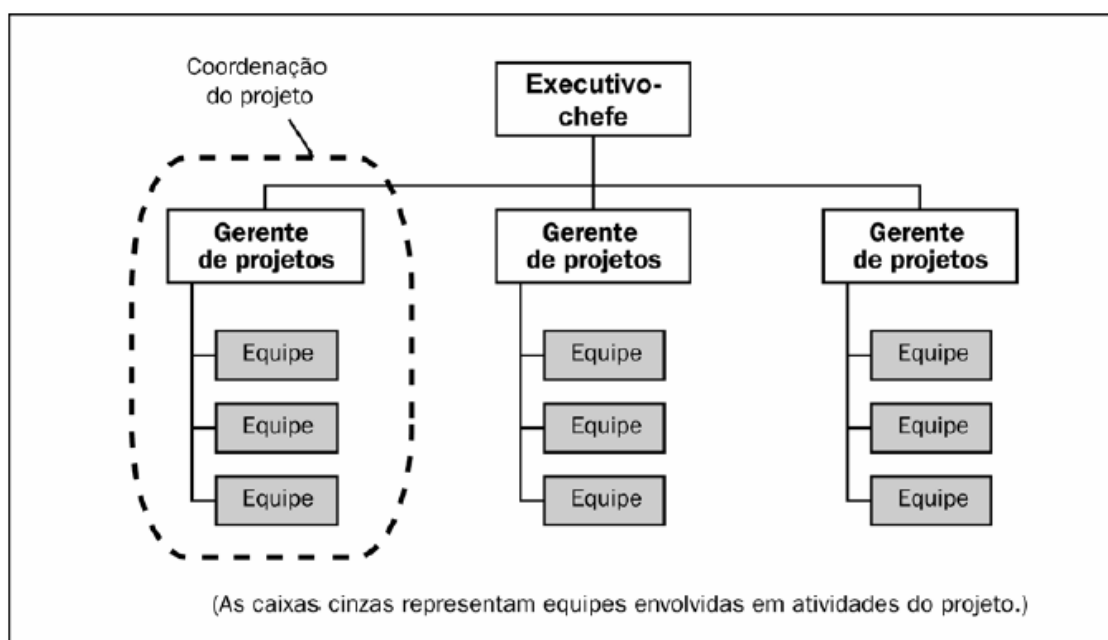 Coordenação
do projeto
Executivo-
chefe
Gerente
de projetos
Gerente
de projetos
Gerente
de projetos
Equipe
Equipe
Equipe
Equipe
Equipe
Equipe
Equipe
Equipe
Equipe
(As caixas cinzas representam equipes envolvidas em atividades do projeto.)